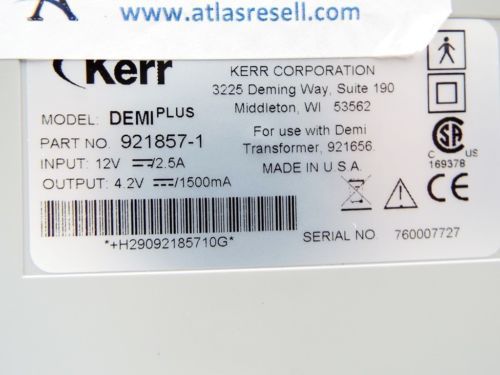 www.atlasresell.com
Kerr
KERR CORPORATION
3225 Deming Way, Suite 190
Middleton, WI 53562
MODEL: DEMI PLUS
PART NO. 921857-1
For use with Demi
Transformer, 921656.
INPUT: 12V ⎓/2.5A
MADE IN U.S.A.
OUTPUT: 4.2V ⎓/1500mA
SA
C US
169378
CE
*+H29092185710G*
SERIAL NO. 760007727